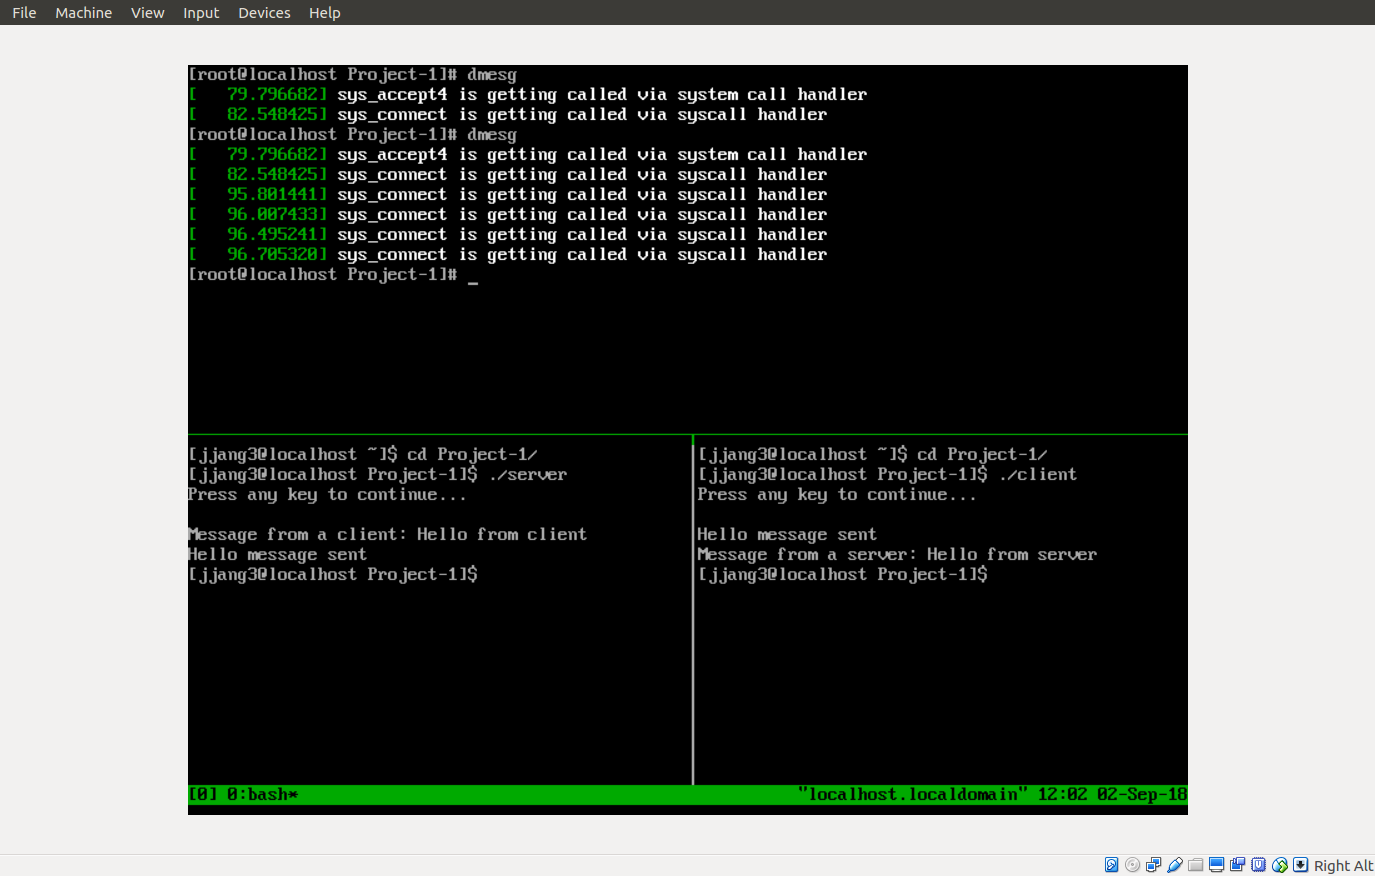 File Machine View Input Devices Help
[root@localhost Project-1]# dmesg
[   79.796682] sys_accept4 is getting called via system call handler
[   82.548425] sys_connect is getting called via syscall handler
[root@localhost Project-1]# dmesg
[   79.796682] sys_accept4 is getting called via system call handler
[   82.548425] sys_connect is getting called via syscall handler
[   95.801441] sys_connect is getting called via syscall handler
[   96.007433] sys_connect is getting called via syscall handler
[   96.495241] sys_connect is getting called via syscall handler
[   96.705320] sys_connect is getting called via syscall handler
[root@localhost Project-1]# _
[jjang3@localhost ~]$ cd Project-1/
[jjang3@localhost Project-1]$ ./server
Press any key to continue...
Message from a client: Hello from client
Hello message sent
[jjang3@localhost Project-1]$
[jjang3@localhost ~]$ cd Project-1/
[jjang3@localhost Project-1]$ ./client
Press any key to continue...
Hello message sent
Message from a server: Hello from server
[jjang3@localhost Project-1]$
[0] 0:bash* "localhost.localdomain" 12:02 02-Sep-18
Right Alt